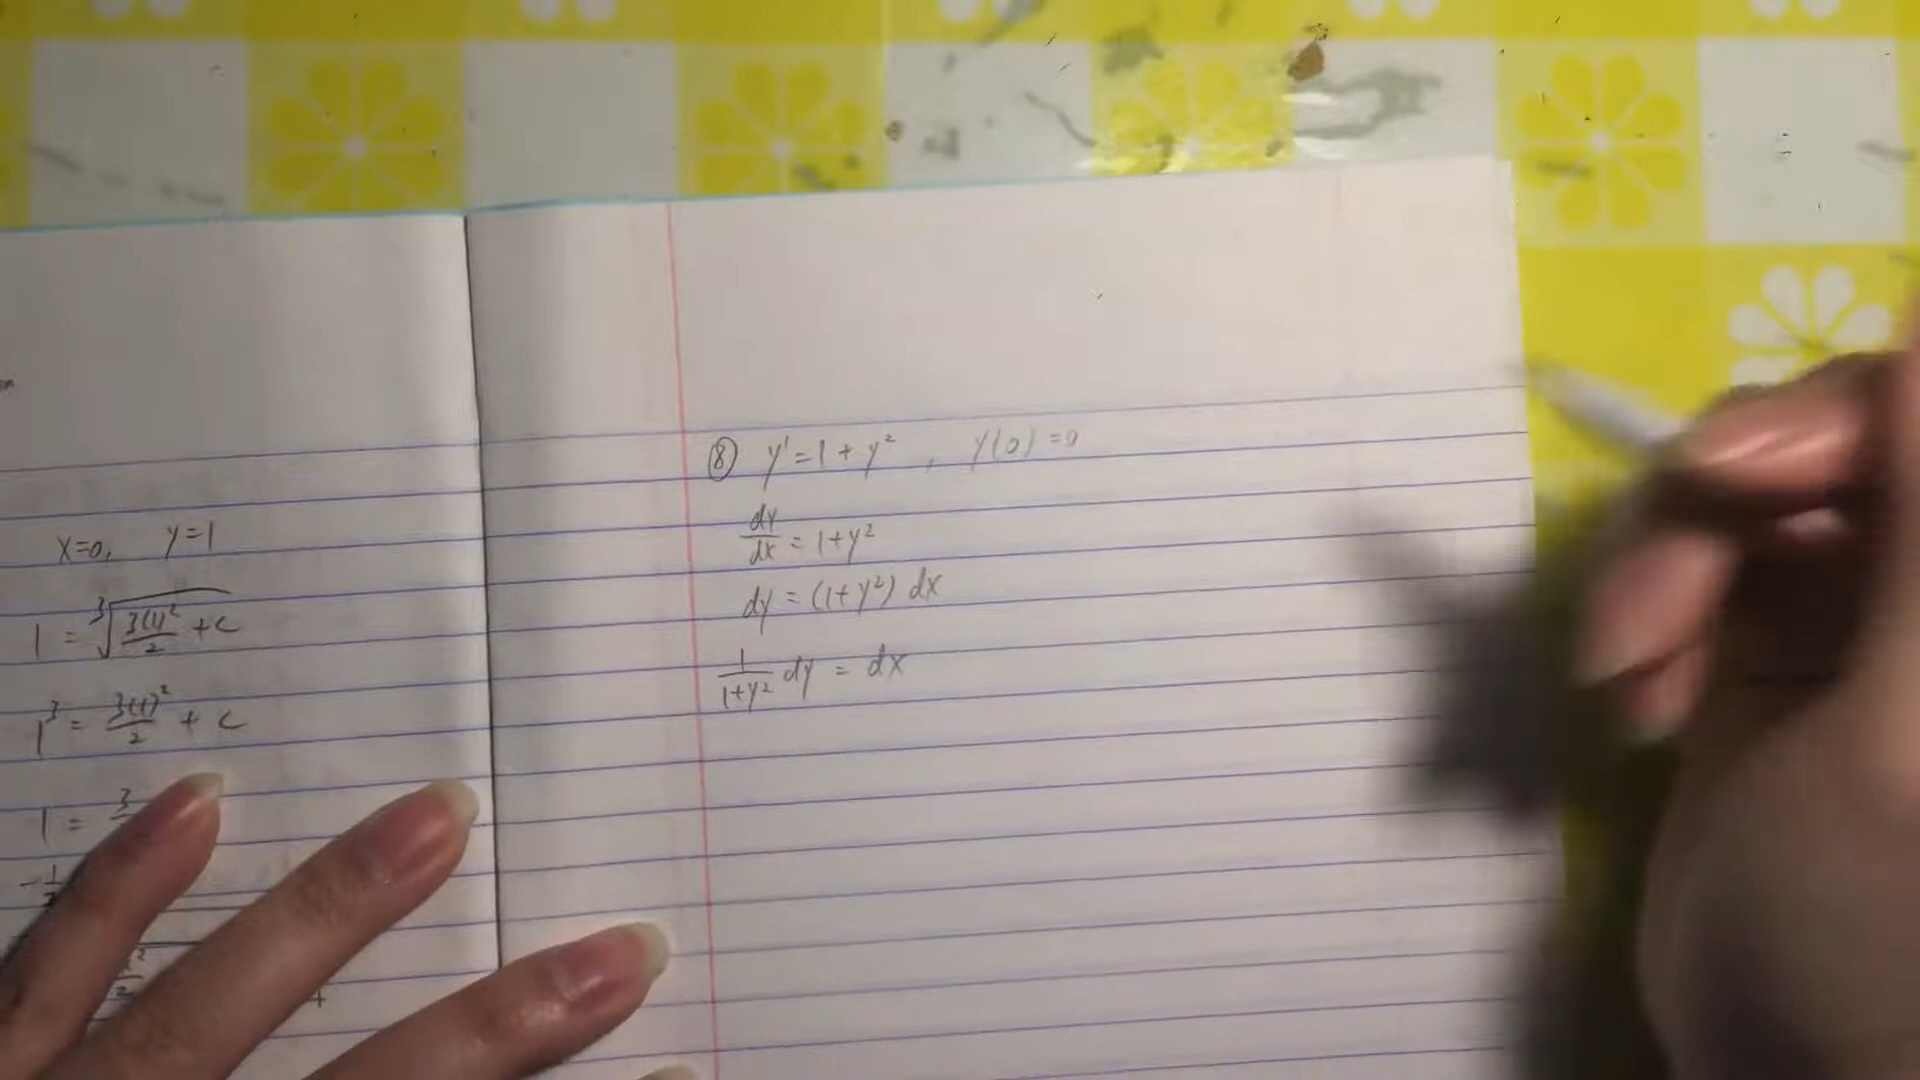 x=0, y=1
1 = ∛(3(1)²/2 + c)
1³ = 3(1)²/2 + c
1 = 3
⑧ y' = 1 + y² , y(0) = 0
dy/dx = 1+y²
dy = (1+y²) dx
1/(1+y²) dy = dx